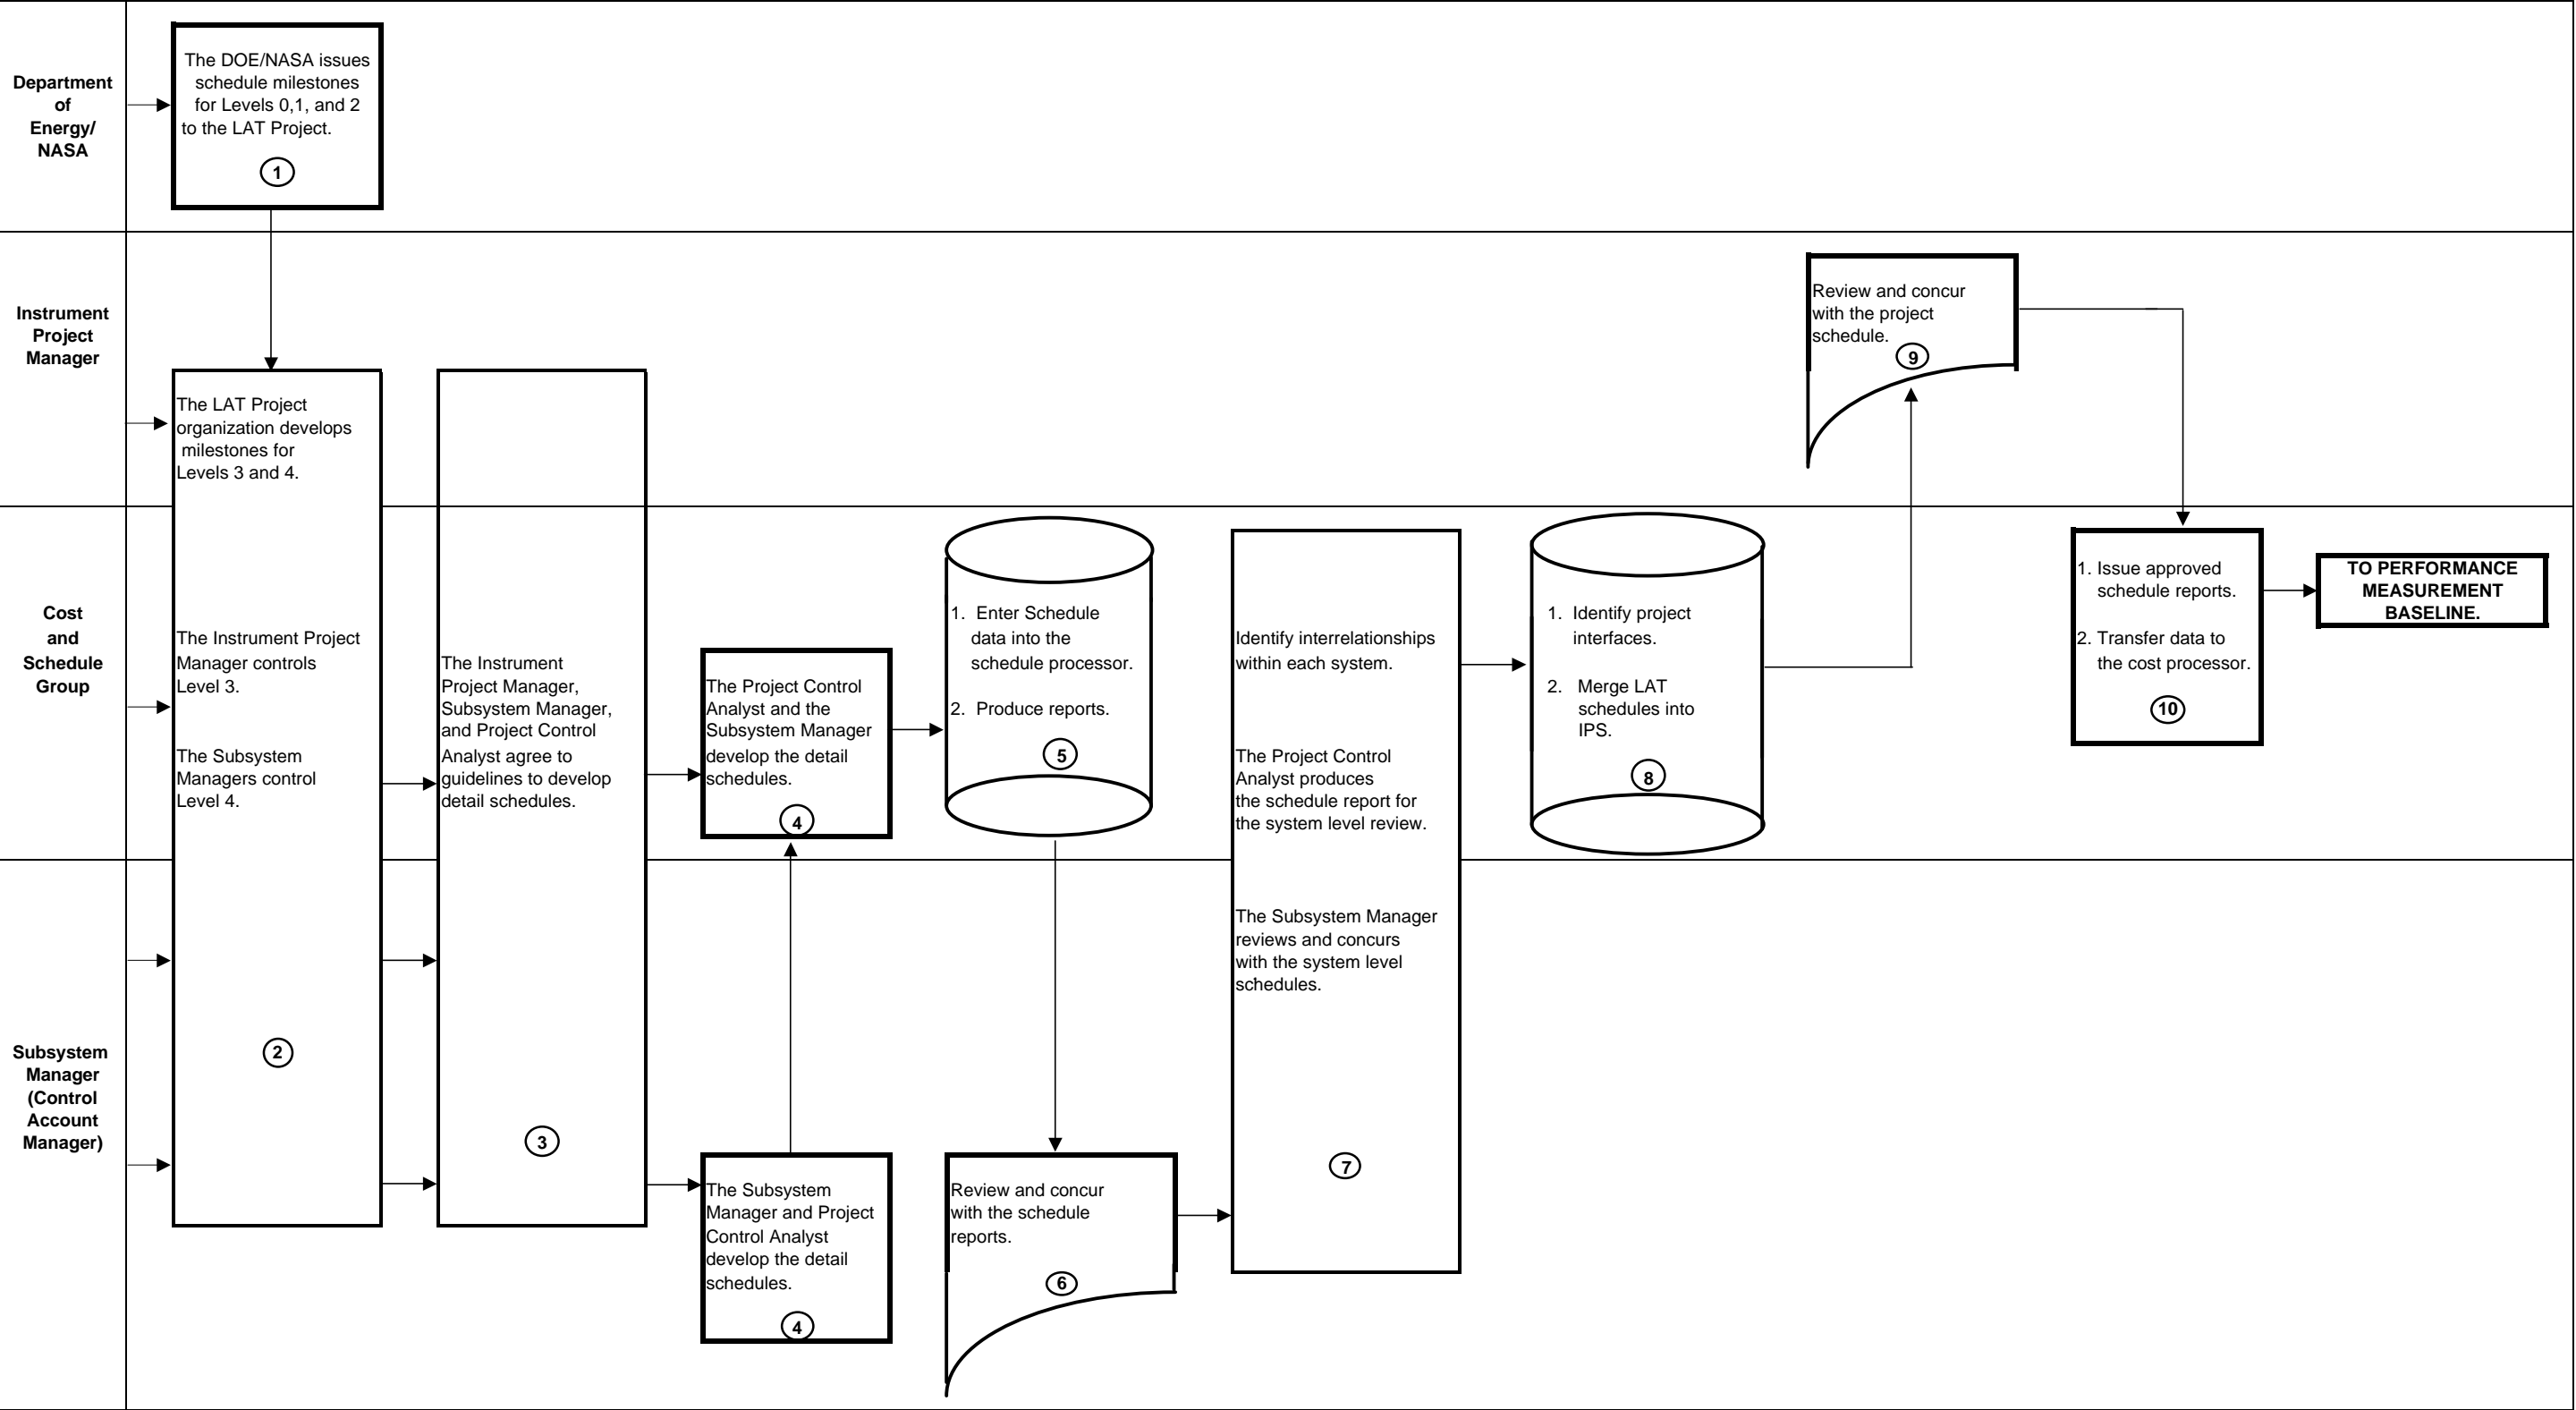 Department
of
Energy/
NASA
The DOE/NASA issues
schedule milestones
for Levels 0,1, and 2
to the LAT Project.
1
Instrument
Project
Manager
Cost
and
Schedule
Group
Subsystem
Manager
(Control
Account
Manager)
The LAT Project
organization develops
milestones for
Levels 3 and 4.
The Instrument Project
Manager controls
Level 3.
The Subsystem
Managers control
Level 4.
2
The Instrument
Project Manager,
Subsystem Manager,
and Project Control
Analyst agree to
guidelines to develop
detail schedules.
3
The Project Control
Analyst and the
Subsystem Manager
develop the detail
schedules.
4
The Subsystem
Manager and Project
Control Analyst
develop the detail
schedules.
4
1. Enter Schedule
data into the
schedule processor.
2. Produce reports.
5
Review and concur
with the schedule
reports.
6
Identify interrelationships
within each system.
The Project Control
Analyst produces
the schedule report for
the system level review.
The Subsystem Manager
reviews and concurs
with the system level
schedules.
7
1. Identify project
interfaces.
2. Merge LAT
schedules into
IPS.
8
Review and concur
with the project
schedule.
9
1. Issue approved
schedule reports.
2. Transfer data to
the cost processor.
10
TO PERFORMANCE
MEASUREMENT
BASELINE.